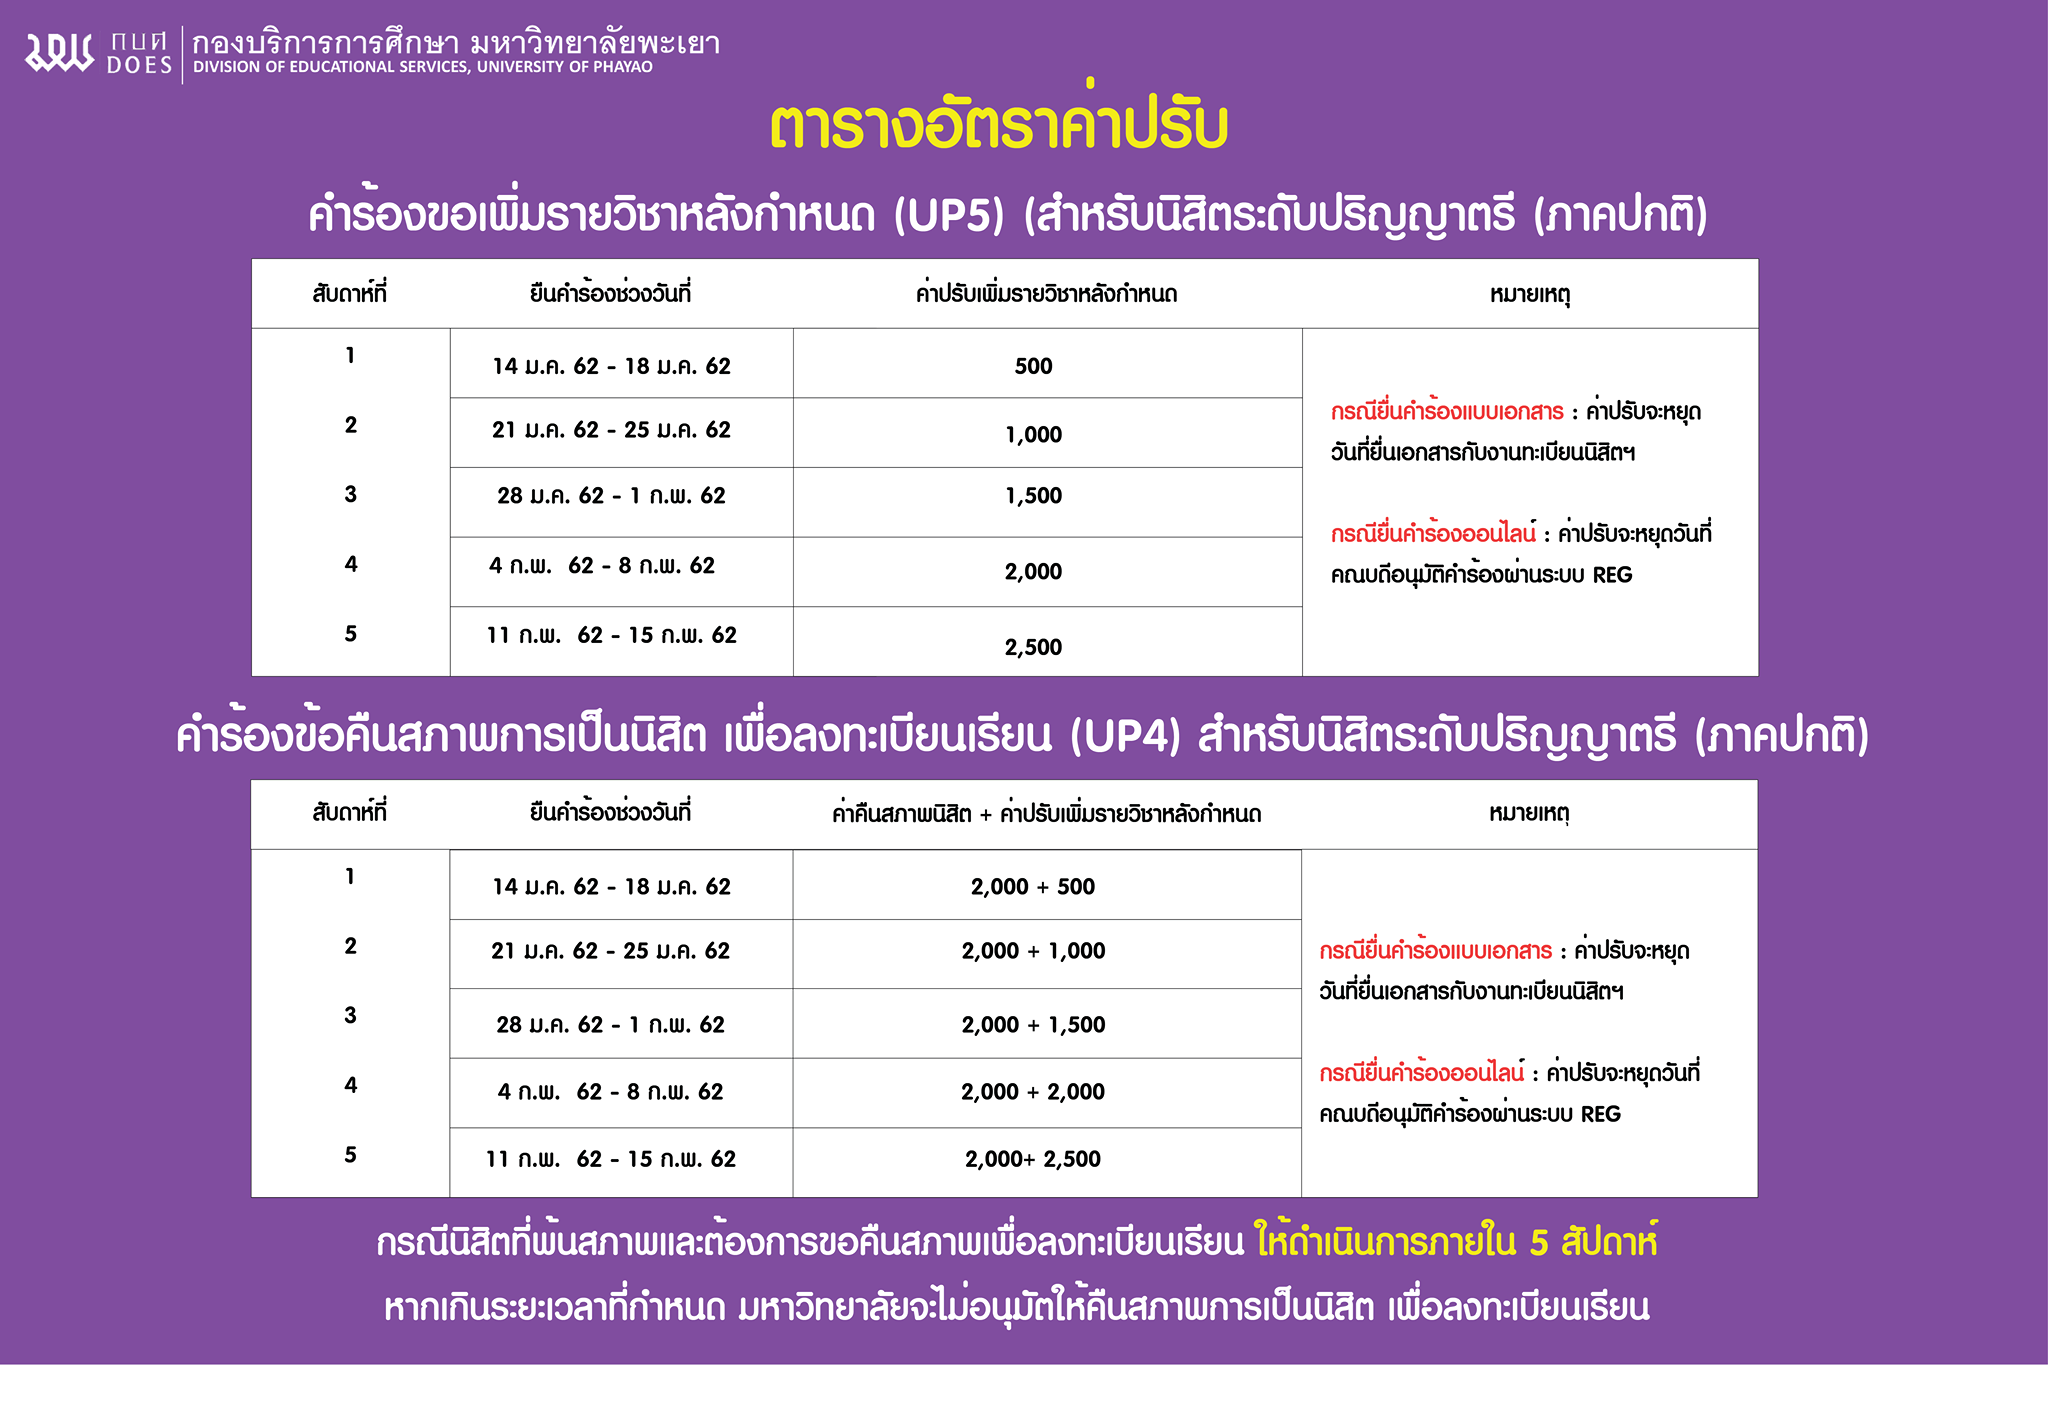 กบศ
DOES
กองบริการการศึกษา มหาวิทยาลัยพะเยา
DIVISION OF EDUCATIONAL SERVICES, UNIVERSITY OF PHAYAO
ตารางอัตราค่าปรับ
คำร้องขอเพิ่มรายวิชาหลังกำหนด (UP5) (สำหรับนิสิตระดับปริญญาตรี (ภาคปกติ)
สับดาห์ที่ ยืนคำร้องช่วงวันที่ ค่าปรับเพิ่มรายวิชาหลังกำหนด หมายเหตุ
1 14 ม.ค. 62 - 18 ม.ค. 62 500
2 21 ม.ค. 62 - 25 ม.ค. 62 1,000
3 28 ม.ค. 62 - 1 ก.พ. 62 1,500
4 4 ก.พ. 62 - 8 ก.พ. 62 2,000
5 11 ก.พ. 62 - 15 ก.พ. 62 2,500
กรณียื่นคำร้องแบบเอกสาร : ค่าปรับจะหยุด
วันที่ยื่นเอกสารกับงานทะเบียนนิสิตฯ
กรณียื่นคำร้องออนไลน์ : ค่าปรับจะหยุดวันที่
คณบดีอนุมัติคำร้องผ่านระบบ REG
คำร้องข้อคืนสภาพการเป็นนิสิต เพื่อลงทะเบียนเรียน (UP4) สำหรับนิสิตระดับปริญญาตรี (ภาคปกติ)
สับดาห์ที่ ยืนคำร้องช่วงวันที่ ค่าคืนสภาพนิสิต + ค่าปรับเพิ่มรายวิชาหลังกำหนด หมายเหตุ
1 14 ม.ค. 62 - 18 ม.ค. 62 2,000 + 500
2 21 ม.ค. 62 - 25 ม.ค. 62 2,000 + 1,000
3 28 ม.ค. 62 - 1 ก.พ. 62 2,000 + 1,500
4 4 ก.พ. 62 - 8 ก.พ. 62 2,000 + 2,000
5 11 ก.พ. 62 - 15 ก.พ. 62 2,000+ 2,500
กรณียื่นคำร้องแบบเอกสาร : ค่าปรับจะหยุด
วันที่ยื่นเอกสารกับงานทะเบียนนิสิตฯ
กรณียื่นคำร้องออนไลน์ : ค่าปรับจะหยุดวันที่
คณบดีอนุมัติคำร้องผ่านระบบ REG
กรณีนิสิตที่พ้นสภาพและต้องการขอคืนสภาพเพื่อลงทะเบียนเรียน ให้ดำเนินการภายใน 5 สัปดาห์
หากเกินระยะเวลาที่กำหนด มหาวิทยาลัยจะไม่อนุมัตให้คืนสภาพการเป็นนิสิต เพื่อลงทะเบียนเรียน